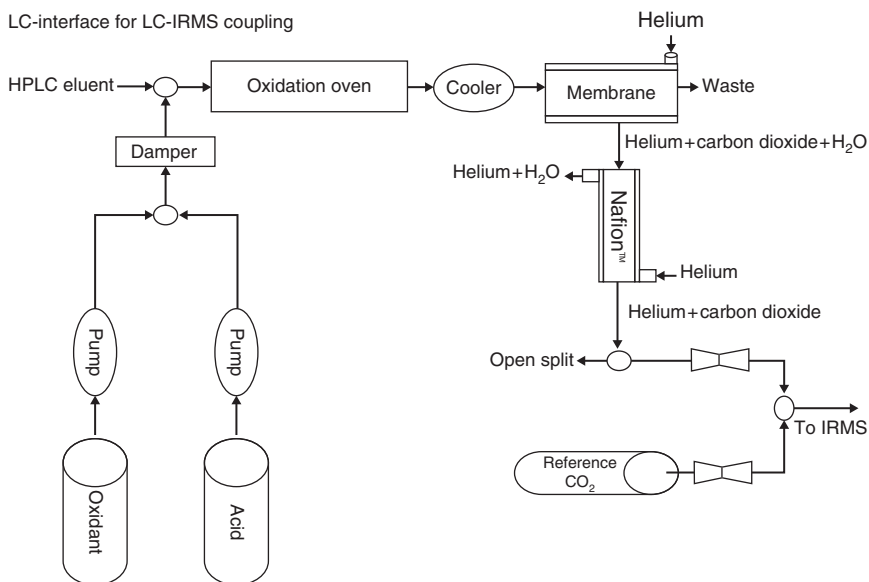 LC-interface for LC-IRMS coupling
Helium
HPLC eluent
Oxidation oven
Cooler
Membrane
Waste
Damper
Helium+carbon dioxide+H₂O
Helium+H₂O
Nafion™
Helium
Helium+carbon dioxide
Pump
Pump
Open split
To IRMS
Reference
CO₂
Oxidant
Acid